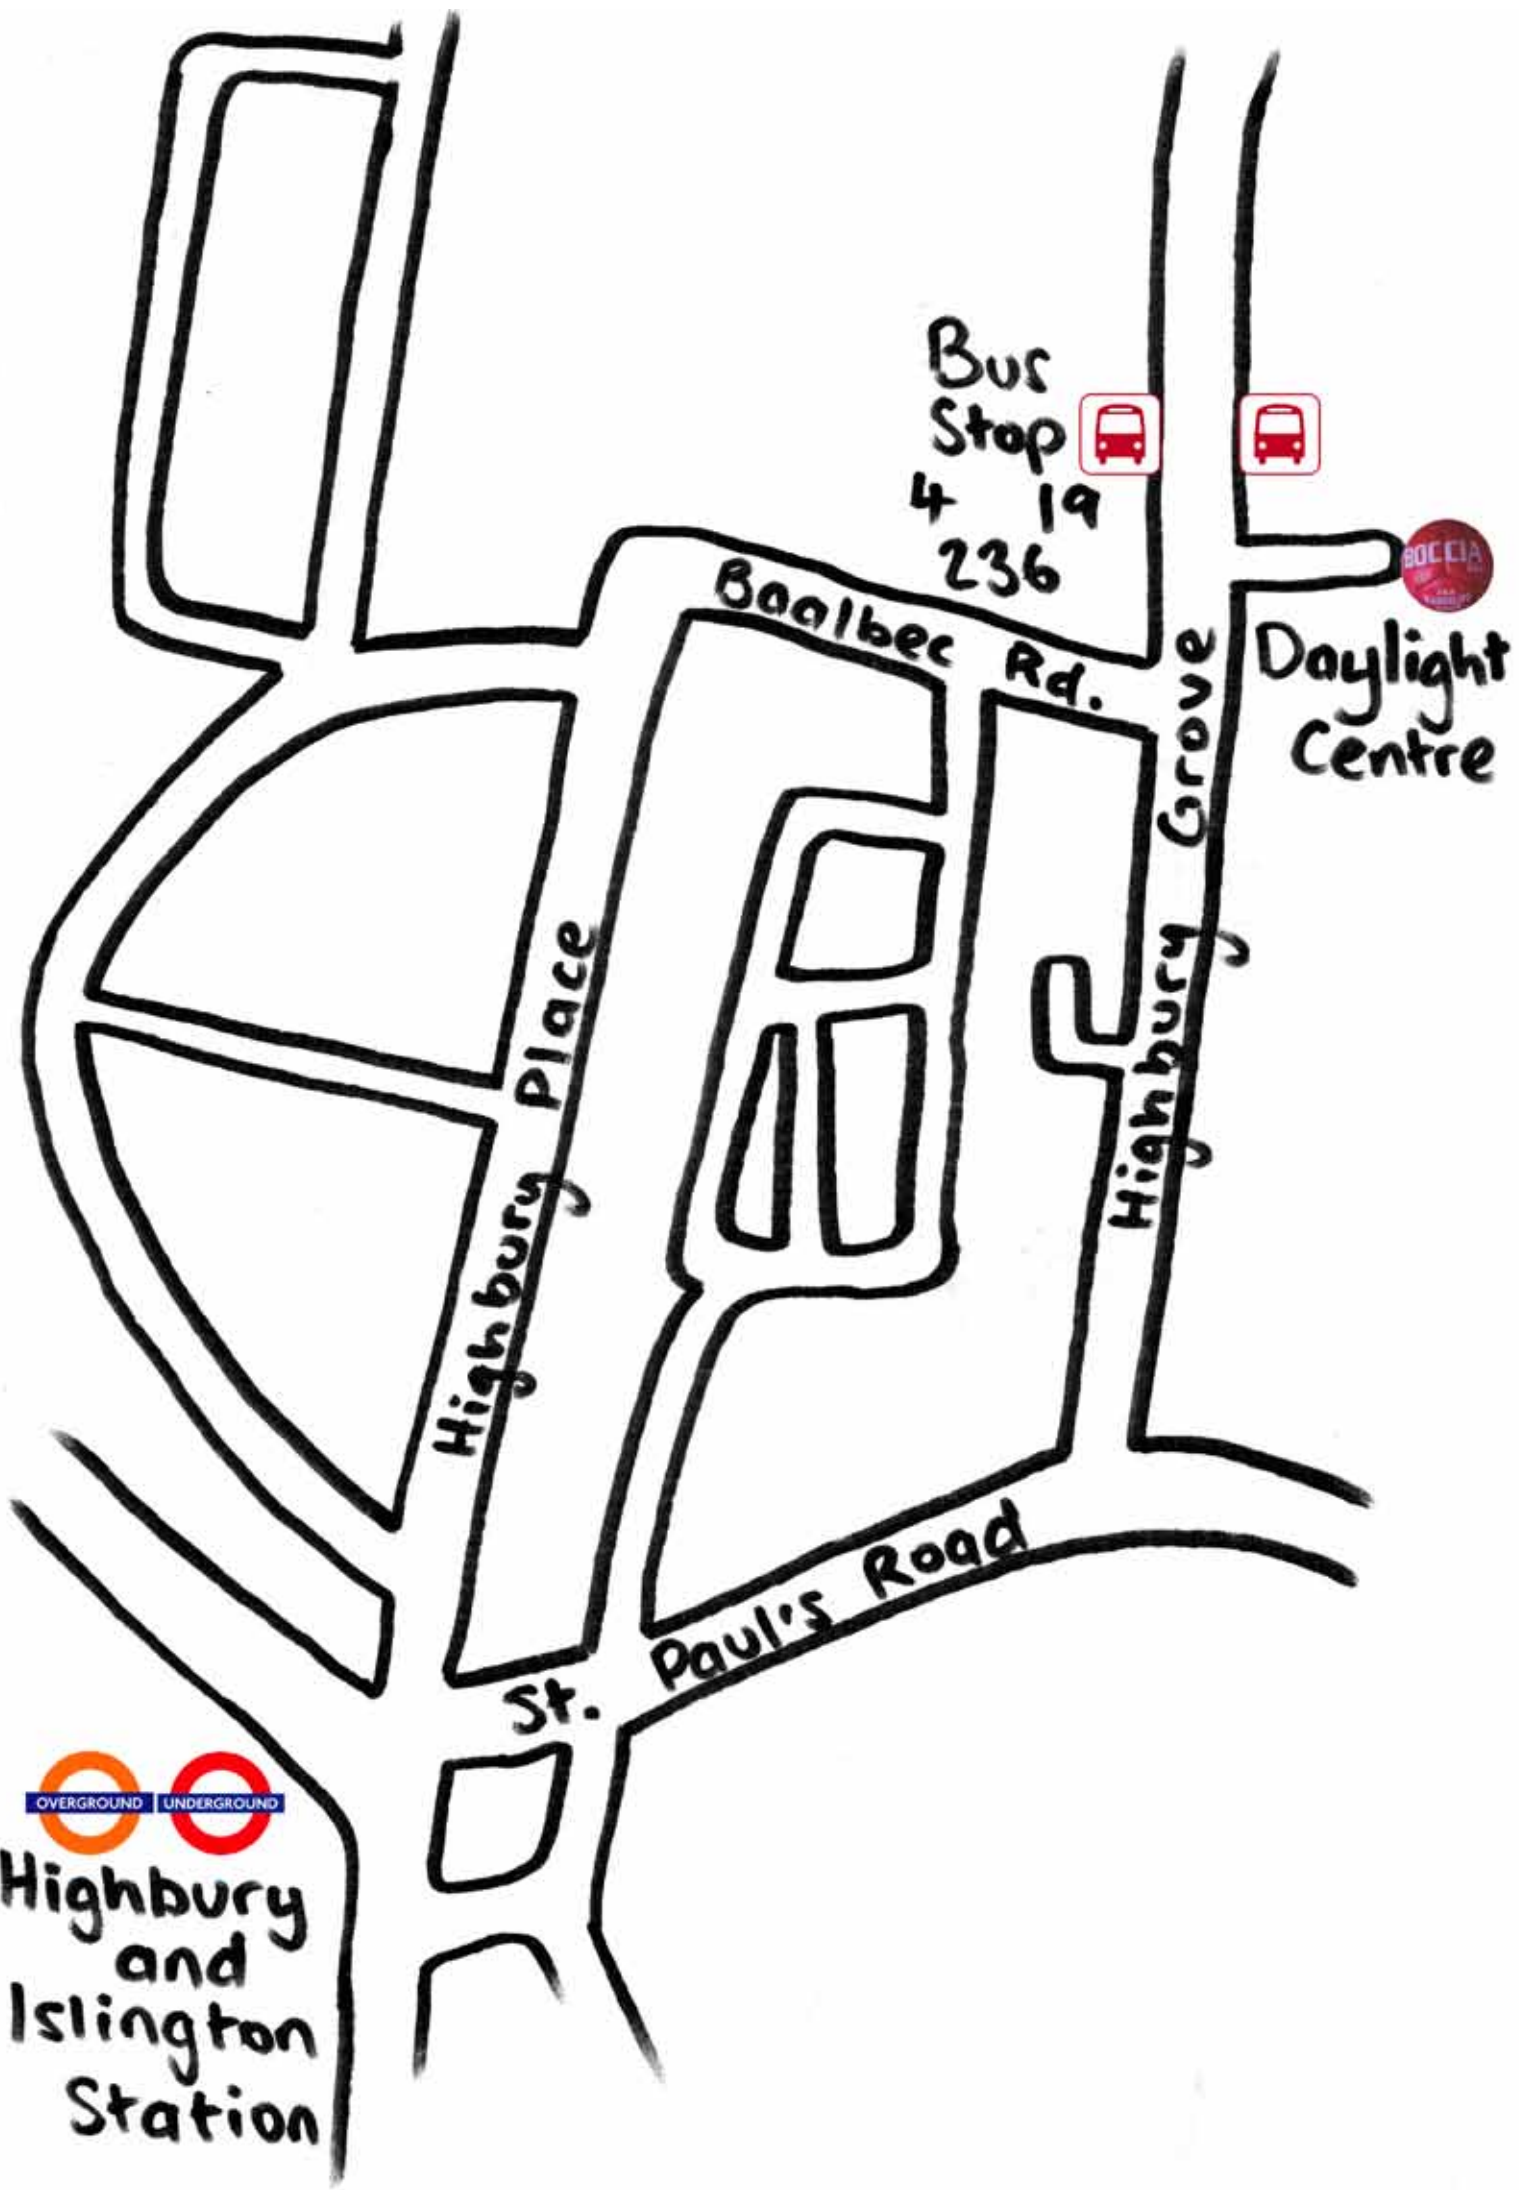 Bus
Stop
4 19
236
BOCCIA
Daylight
Centre
Baalbec Rd.
Highbury Grove
Highbury Place
St. Paul's Road
OVERGROUND UNDERGROUND
Highbury
and
Islington
Station